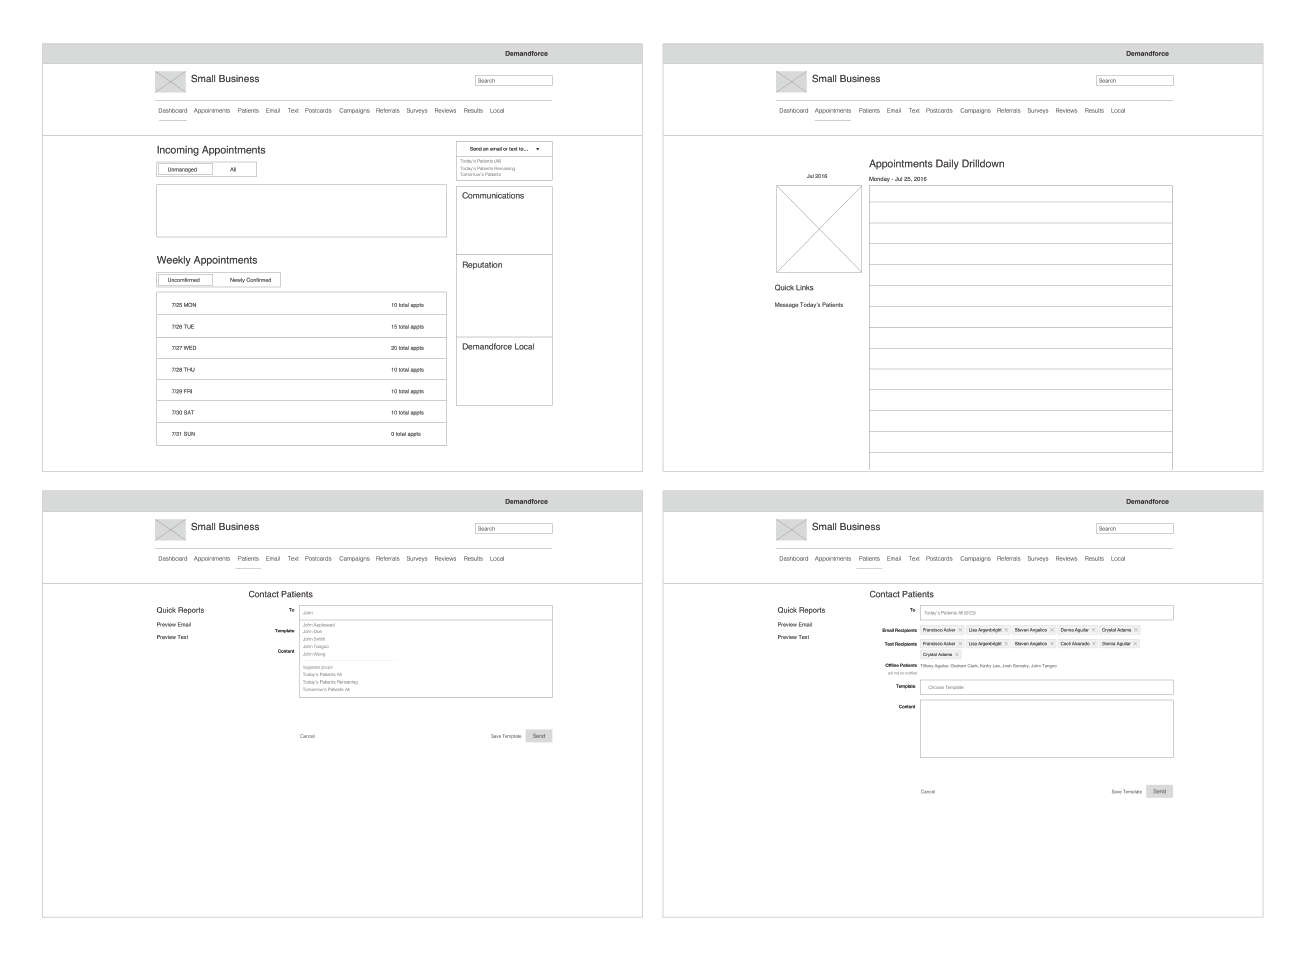 Demandforce
Small Business
Search
Dashboard Appointments Patients Email Text Postcards Campaigns Referrals Surveys Reviews Results Local
Incoming Appointments
Unmanaged All
Weekly Appointments
Uncomfirmed Newly Confirmed
7/25 MON 10 total appts
7/26 TUE 15 total appts
7/27 WED 20 total appts
7/28 THU 10 total appts
7/29 FRI 10 total appts
7/30 SAT 10 total appts
7/31 SUN 0 total appts
Send an email or text to...
Today's Patients (All)
Today's Patients Remaining
Tomorrow's Patients
Communications
Reputation
Demandforce Local
Demandforce
Small Business
Search
Dashboard Appointments Patients Email Text Postcards Campaigns Referrals Surveys Reviews Results Local
Jul 2016
Quick Links
Message Today's Patients
Appointments Daily Drilldown
Monday - Jul 25, 2016
Demandforce
Small Business
Search
Dashboard Appointments Patients Email Text Postcards Campaigns Referrals Surveys Reviews Results Local
Contact Patients
Quick Reports
Preview Email
Preview Text
To John
John Appleseed
Template John Doe
John Smith
John Tangoo
Content John Wong
Today's Patients All
Today's Patients Remaining
Tomorrow's Patients All
Cancel Save Template Send
Demandforce
Small Business
Search
Dashboard Appointments Patients Email Text Postcards Campaigns Referrals Surveys Reviews Results Local
Contact Patients
Quick Reports
Preview Email
Preview Text
To Today's Patients All (5/23)
Email Recipients Francisco Acker × Lisa Argenbright × Steven Angelico × Donna Aguilar × Crystal Adams ×
Text Recipients Francisco Acker × Lisa Argenbright × Steven Angelico × Cecil Alvarado × Donna Aguilar ×
Crystal Adams ×
Offline Patients Tiffany Aguilar, Graham Clark, Kathy Lee, Josh Soresky, John Tangoo
will not be notified
Template Choose Template
Content
Cancel Save Template Send